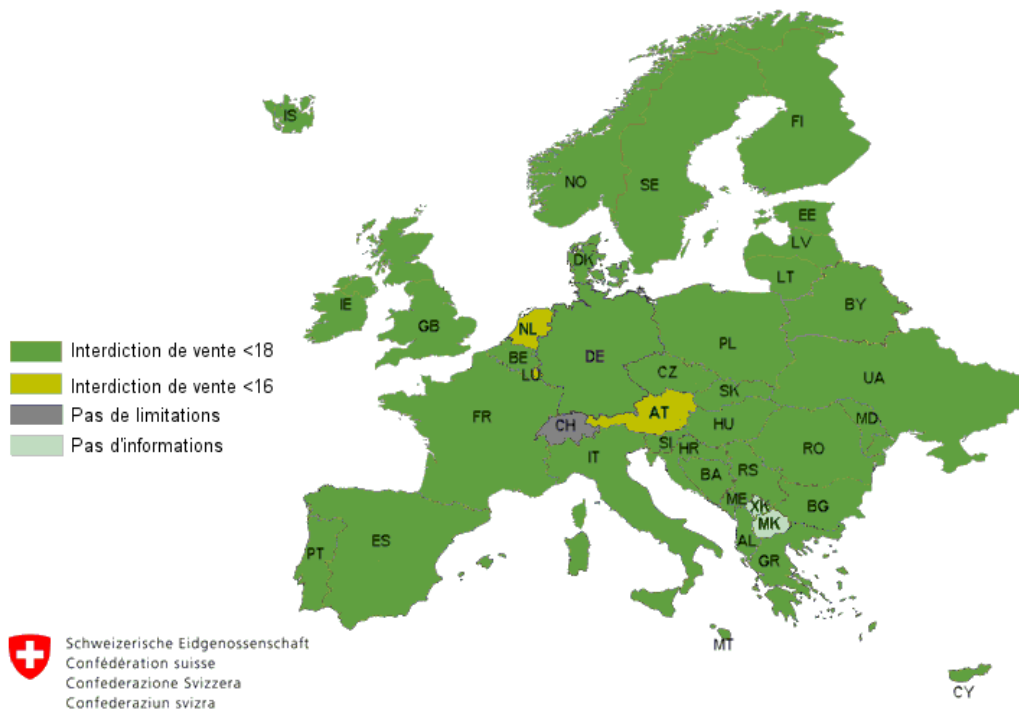 IS
FI
NO
SE
EE
LV
DK
LT
IE
BY
GB
NL
Interdiction de vente <18
BE
DE
PL
LU
CZ
UA
Interdiction de vente <16
SK
FR
AT
MD
Pas de limitations
CH
HU
SI
HR
RO
Pas d'informations
IT
BA
RS
ME
XK
BG
MK
PT
ES
AL
GR
MT
CY
Schweizerische Eidgenossenschaft
Confédération suisse
Confederazione Svizzera
Confederaziun svizra